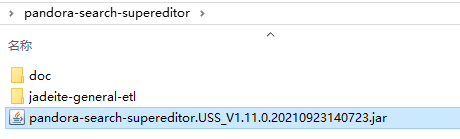 pandora-search-supereditor
名称
doc
jadeite-general-etl
pandora-search-supereditor.USS_V1.11.0.20210923140723.jar